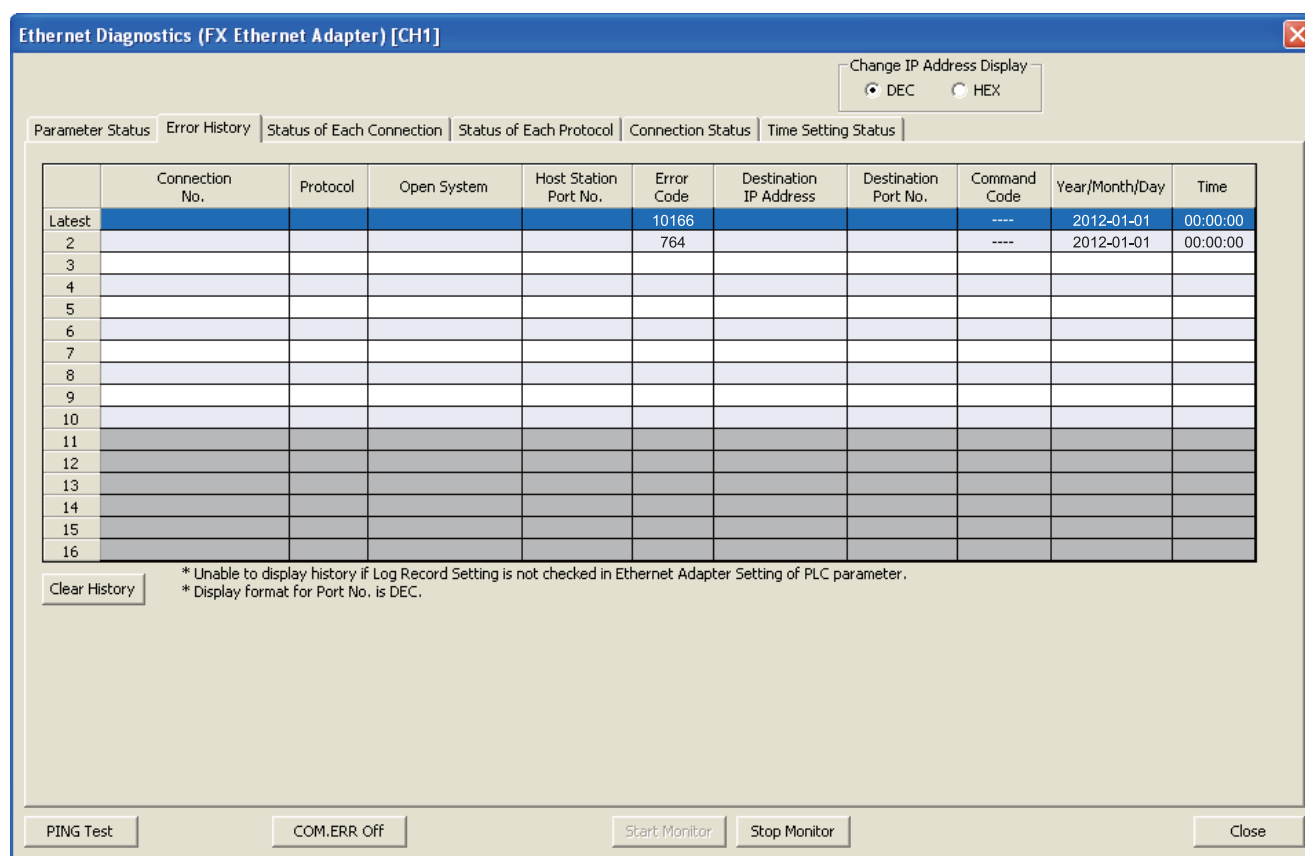 Ethernet Diagnostics (FX Ethernet Adapter) [CH1]
Change IP Address Display
DEC HEX
Parameter Status Error History Status of Each Connection Status of Each Protocol Connection Status Time Setting Status
Connection No. Protocol Open System Host Station Port No. Error Code Destination IP Address Destination Port No. Command Code Year/Month/Day Time
Latest 10166 ---- 2012-01-01 00:00:00
2 764 ---- 2012-01-01 00:00:00
3
4
5
6
7
8
9
10
11
12
13
14
15
16
Clear History
* Unable to display history if Log Record Setting is not checked in Ethernet Adapter Setting of PLC parameter.
* Display format for Port No. is DEC.
PING Test COM.ERR Off Start Monitor Stop Monitor Close